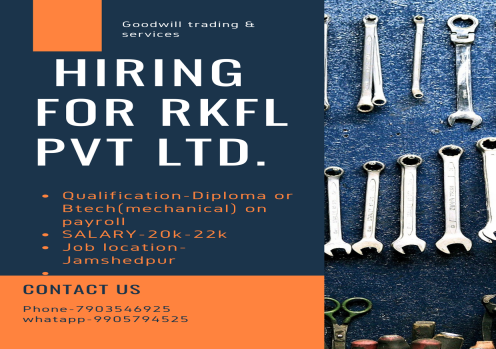 Goodwill trading &
services
HIRING
FOR RKFL
PVT LTD.
• Qualification-Diploma or
Btech(mechanical) on
payroll
• SALARY-20k-22k
• Job location-
Jamshedpur
•
CONTACT US
Phone-7903546925
whatapp-9905794525